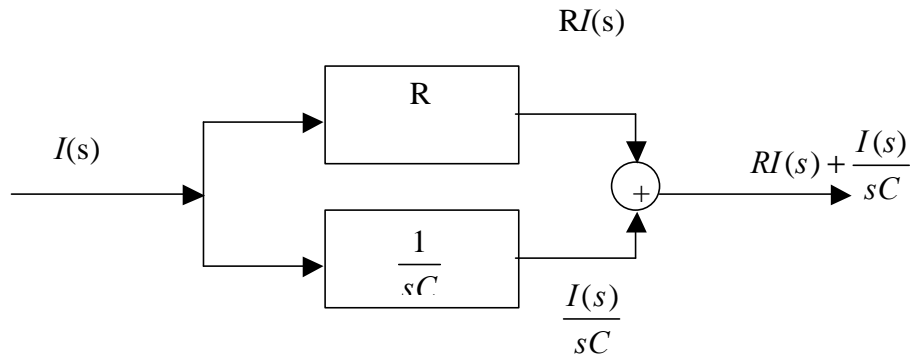 RI(s)
R
I(s)
+
RI(s) + I(s)/sC
1/sC
I(s)/sC